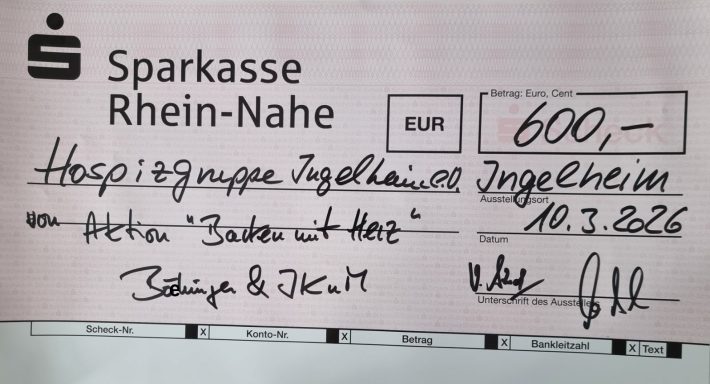 Sparkasse
Rhein-Nahe
EUR
Betrag: Euro, Cent
600,-
Hospizgruppe Ingelheim e.V.
Ingelheim
Ausstellungsort
von Aktion "Backen mit Herz"
10.3.2026
Datum
& IKuM
Unterschrift des Ausstellers
Scheck-Nr. X Konto-Nr. X Betrag X Bankleitzahl X Text